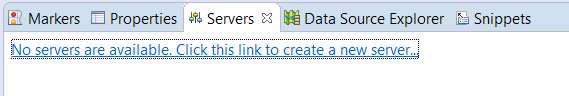 Markers Properties Servers Data Source Explorer Snippets
No servers are available. Click this link to create a new server...